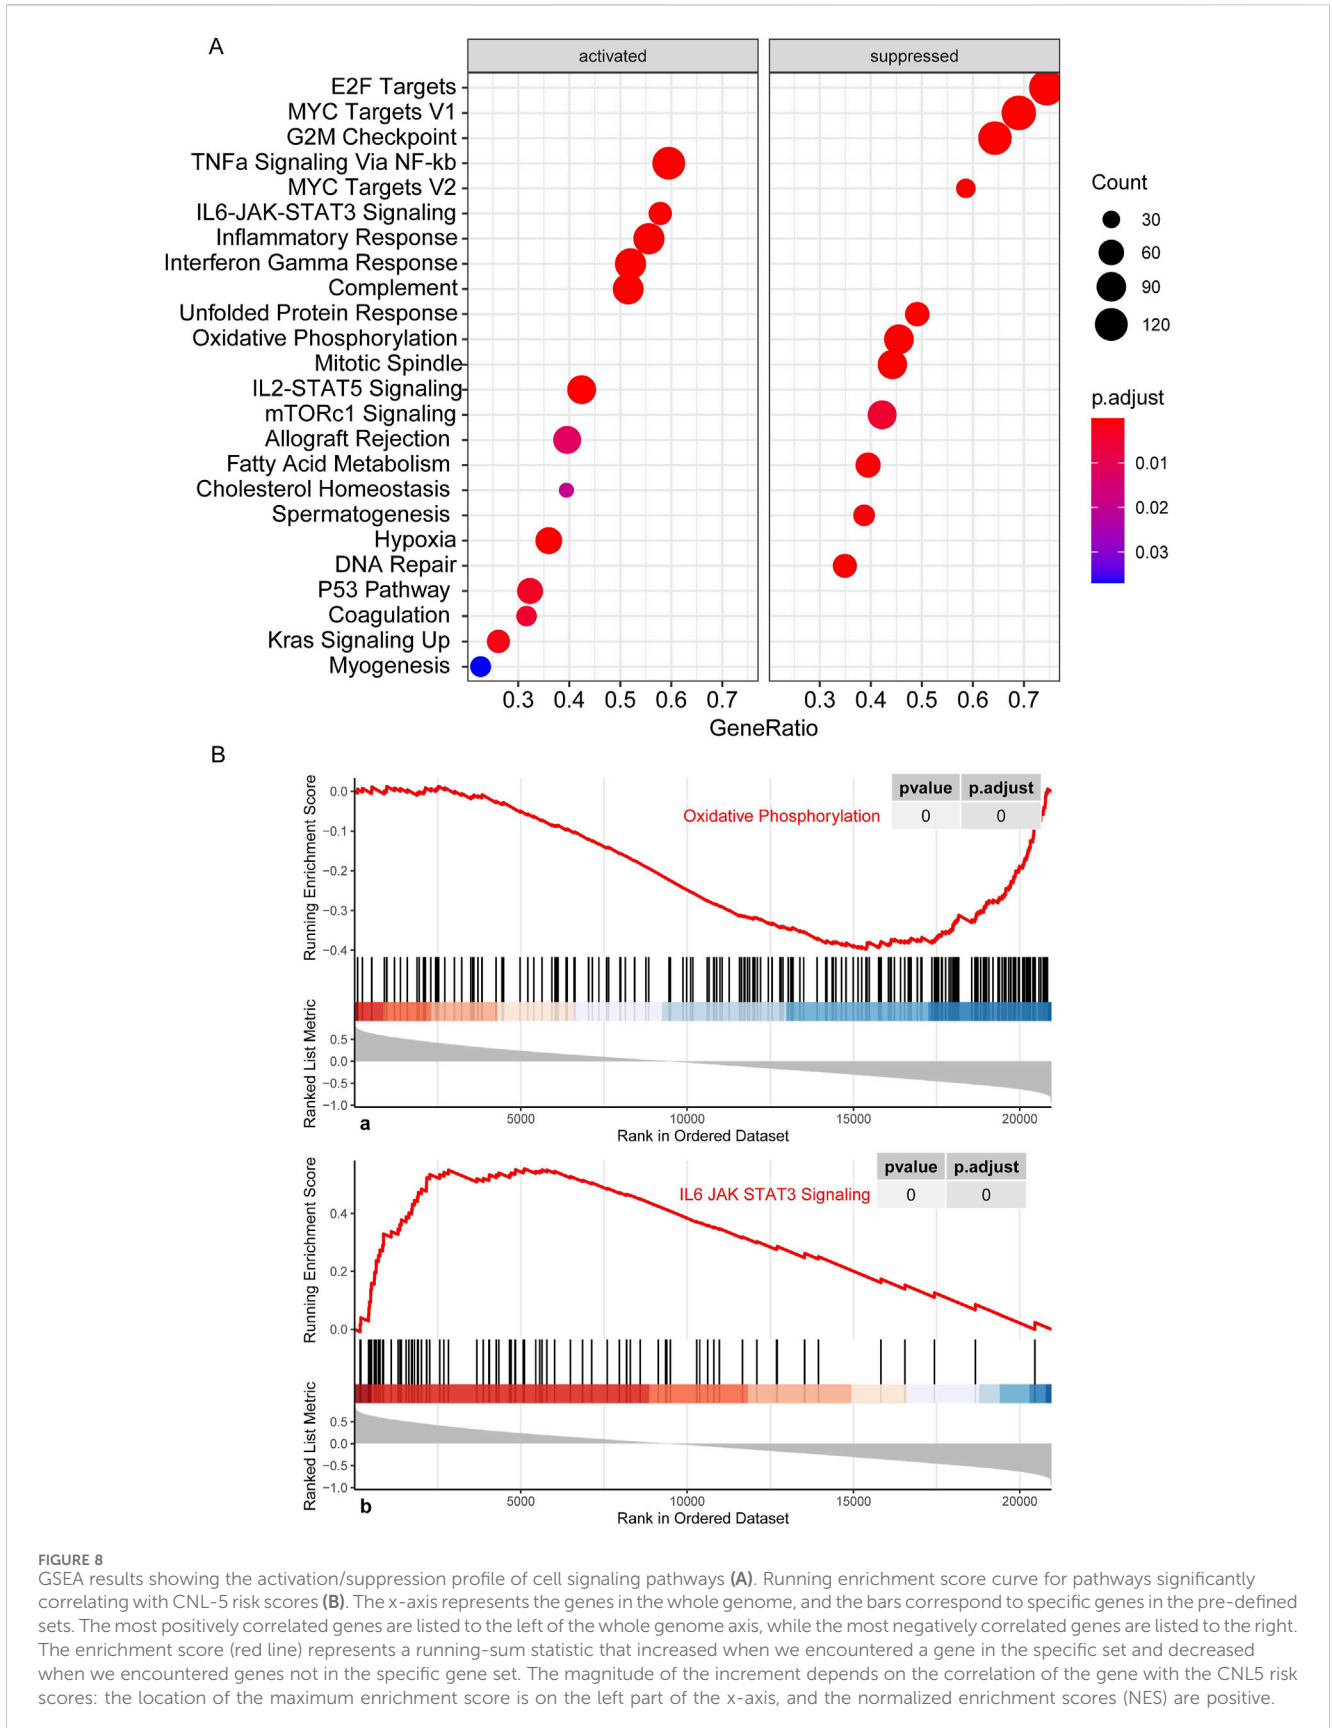 A
activated
suppressed
E2F Targets
MYC Targets V1
G2M Checkpoint
TNFa Signaling Via NF-kb
MYC Targets V2
IL6-JAK-STAT3 Signaling
Inflammatory Response
Interferon Gamma Response
Complement
Unfolded Protein Response
Oxidative Phosphorylation
Mitotic Spindle
IL2-STAT5 Signaling
mTORc1 Signaling
Allograft Rejection
Fatty Acid Metabolism
Cholesterol Homeostasis
Spermatogenesis
Hypoxia
DNA Repair
P53 Pathway
Coagulation
Kras Signaling Up
Myogenesis
0.3 0.4 0.5 0.6 0.7
0.3 0.4 0.5 0.6 0.7
GeneRatio
Count
30
60
90
120
p.adjust
0.01
0.02
0.03
B
Running Enrichment Score
0.0
−0.1
−0.2
−0.3
−0.4
Oxidative Phosphorylation
pvalue p.adjust
0 0
Ranked List Metric
0.5
0.0
−0.5
−1.0
a
5000 10000 15000 20000
Rank in Ordered Dataset
Running Enrichment Score
0.4
0.2
0.0
IL6 JAK STAT3 Signaling
pvalue p.adjust
0 0
Ranked List Metric
0.5
0.0
−0.5
−1.0
b
5000 10000 15000 20000
Rank in Ordered Dataset
FIGURE 8
GSEA results showing the activation/suppression profile of cell signaling pathways (A). Running enrichment score curve for pathways significantly
correlating with CNL-5 risk scores (B). The x-axis represents the genes in the whole genome, and the bars correspond to specific genes in the pre-defined
sets. The most positively correlated genes are listed to the left of the whole genome axis, while the most negatively correlated genes are listed to the right.
The enrichment score (red line) represents a running-sum statistic that increased when we encountered a gene in the specific set and decreased
when we encountered genes not in the specific gene set. The magnitude of the increment depends on the correlation of the gene with the CNL5 risk
scores: the location of the maximum enrichment score is on the left part of the x-axis, and the normalized enrichment scores (NES) are positive.